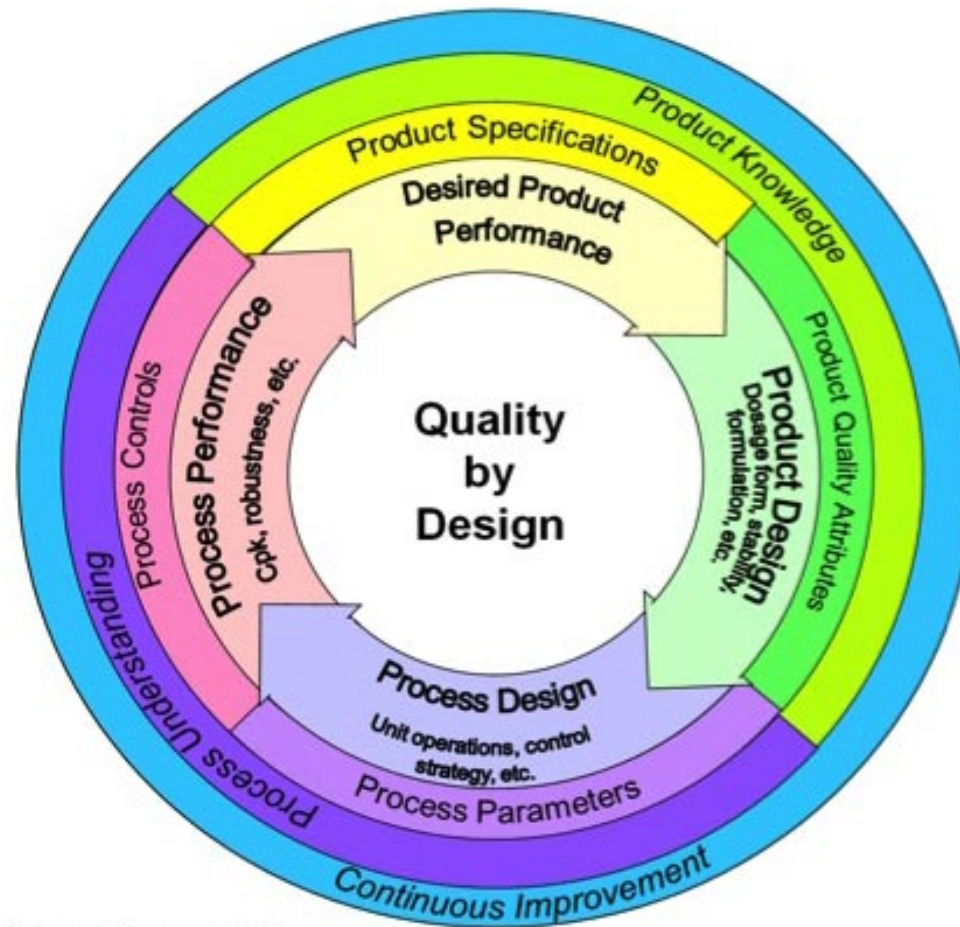 Product Knowledge
Product Specifications
Desired Product
Performance
Product Quality Attributes
Product Design
Dosage form, stability,
formulation, etc.
Quality
by
Design
Process Controls
Process Performance
Cpk, robustness, etc.
Process Design
Unit operations, control
strategy, etc.
Process Parameters
Process Understanding
Continuous Improvement